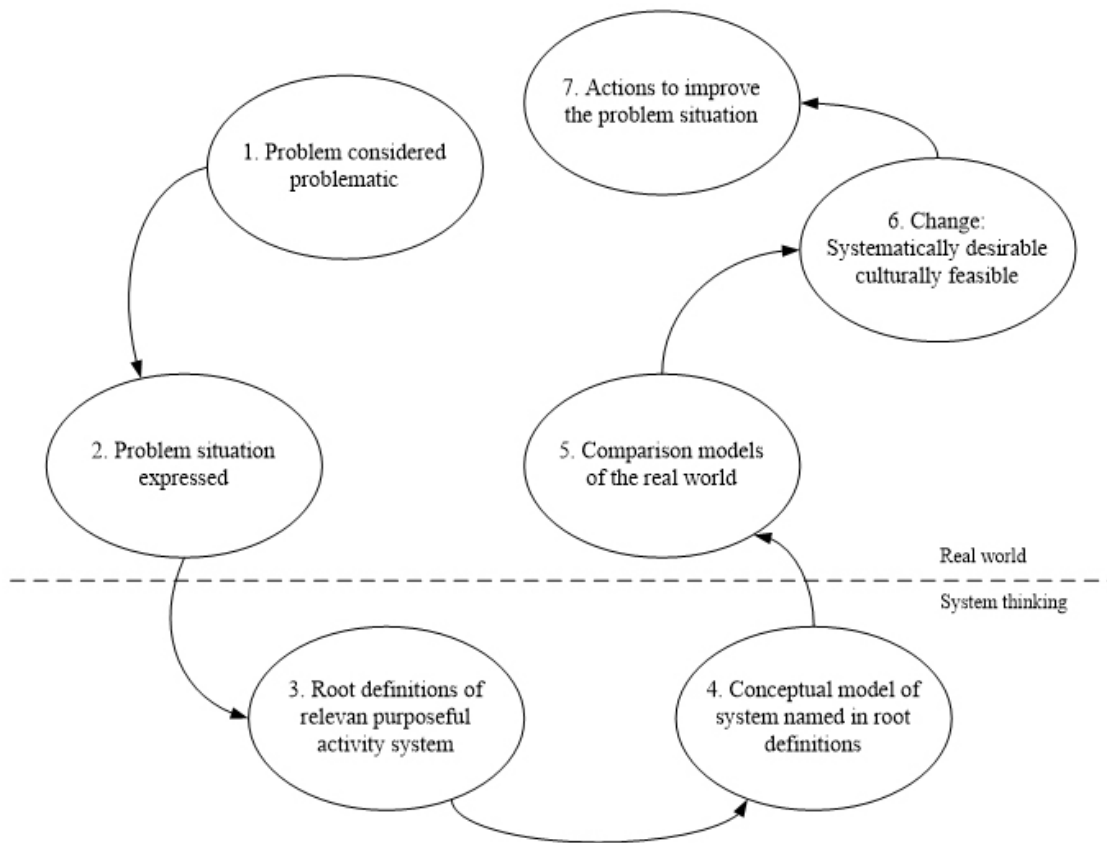 1. Problem considered
problematic
2. Problem situation
expressed
3. Root definitions of
relevan purposeful
activity system
4. Conceptual model of
system named in root
definitions
5. Comparison models
of the real world
6. Change:
Systematically desirable
culturally feasible
7. Actions to improve
the problem situation
Real world
System thinking